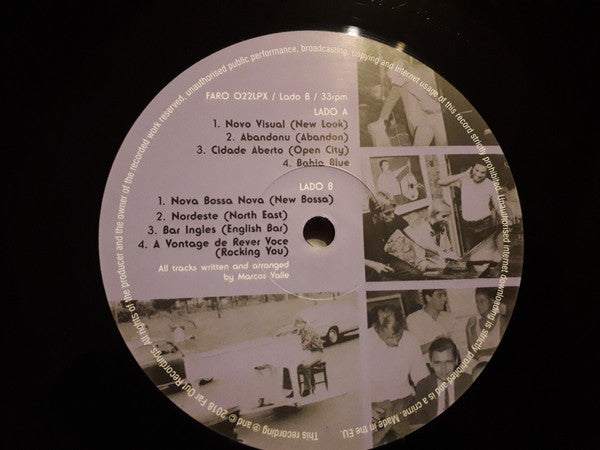 FARO 022LPX / Lado B / 33rpm
LADO A
1. Novo Visual (New Look)
2. Abandonu (Abandon)
3. Cidade Aberto (Open City)
4. Bahia Blue
LADO B
1. Nova Bossa Nova (New Bossa)
2. Nordeste (North East)
3. Bar Ingles (English Bar)
4. A Vontage de Rever Voce
(Rocking You)
All tracks written and arranged
by Marcos Valle
This recording ℗ and © 2018 Far Out Recordings. All rights of the producer and the owner of the recorded work reserved, unauthorised public performance, broadcasting, copying and internet usage of this record strictly prohibited. Unauthorised internet downloading is strictly prohibited and is a crime. Made in the EU.